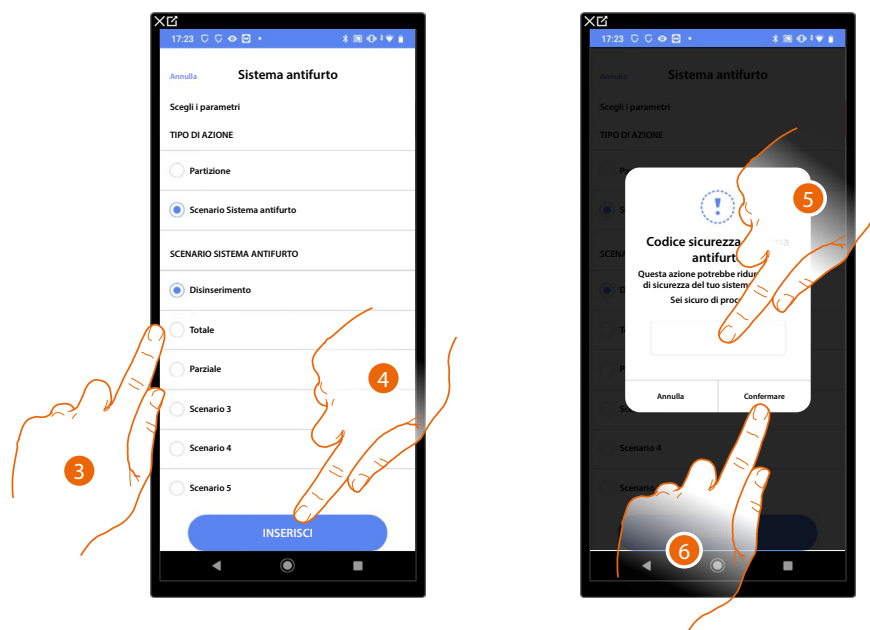 17:23
Annulla
Sistema antifurto
Scegli i parametri
TIPO DI AZIONE
Partizione
Scenario Sistema antifurto
SCENARIO SISTEMA ANTIFURTO
Disinserimento
Totale
Parziale
Scenario 3
Scenario 4
Scenario 5
INSERISCI
3
4
17:23
Annulla
Sistema antifurto
Scegli i parametri
TIPO DI AZIONE
Codice sicurezza
antifurt
Questa azione potrebbe ridur
di sicurezza del tuo sistem
Sei sicuro di proc
Annulla
Confermare
Scenario 4
Scenario
5
6